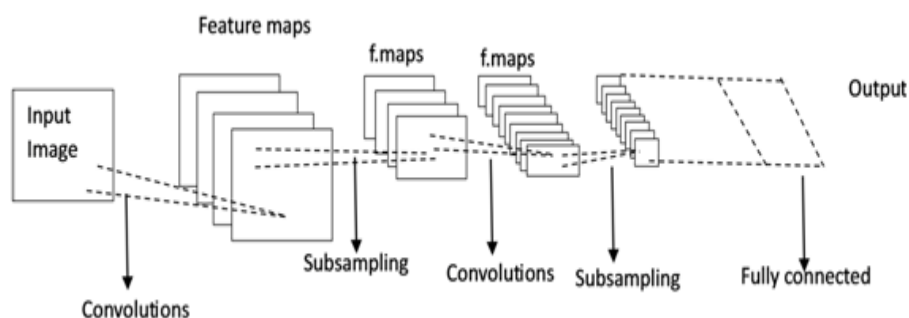 Feature maps
f.maps
f.maps
Output
Input
Image
Subsampling
Convolutions
Subsampling
Fully connected
Convolutions